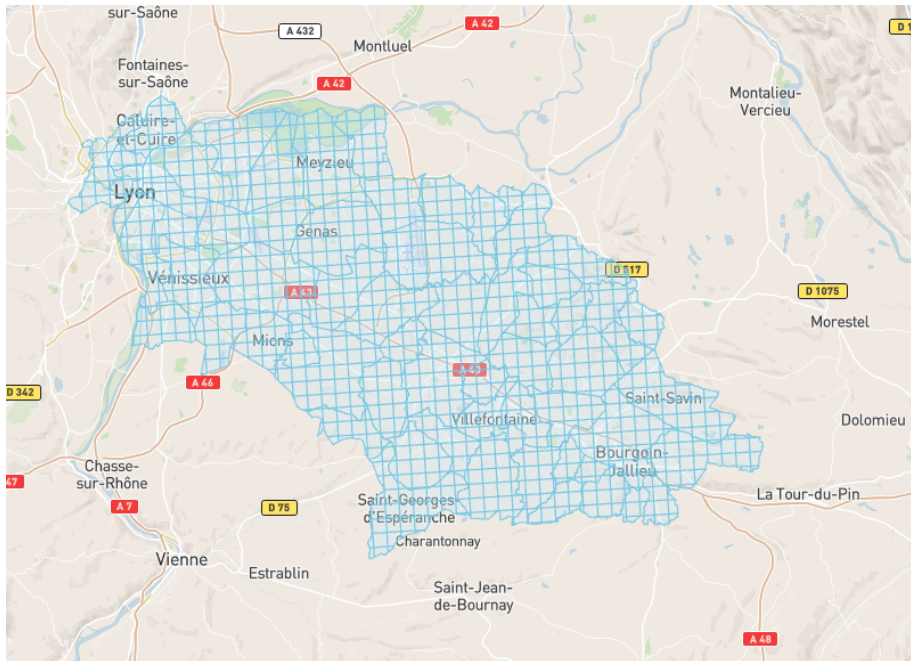 sur-Saône
A 432
A 42
D 1
Montluel
Fontaines-
sur-Saône
A 42
Montalieu-
Vercieu
Caluire-
et-Cuire
Meyzieu
Lyon
Genas
D 517
Vénissieux
A 43
D 1075
Morestel
Mions
A 43
A 46
D 342
Saint-Savin
Villefontaine
Dolomieu
Bourgoin-
Jallieu
Chasse-
sur-Rhône
47
La Tour-du-Pin
A 7
D 75
Saint-Georges-
d'Espéranche
Charantonnay
Vienne
Estrablin
Saint-Jean-
de-Bournay
A 48